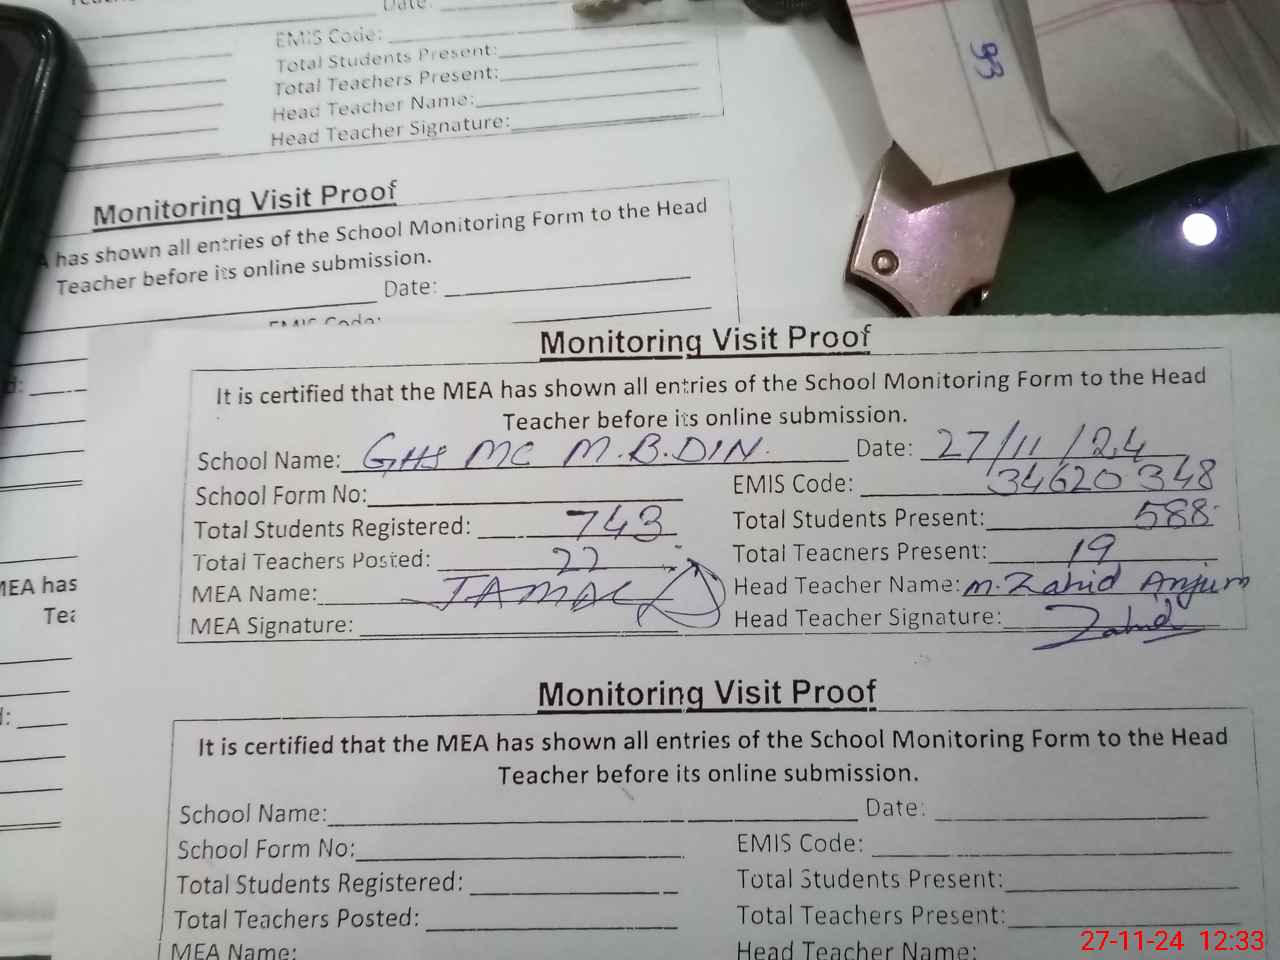 Date:
EMIS Code:
Total Students Present:
Total Teachers Present:
Head Teacher Name:
Head Teacher Signature:
93
Monitoring Visit Proof
has shown all entries of the School Monitoring Form to the Head
Teacher before its online submission.
Date:
EMIS Code:
Monitoring Visit Proof
It is certified that the MEA has shown all entries of the School Monitoring Form to the Head
Teacher before its online submission.
School Name: GHS MC M.B.DIN. Date: 27/11/24
School Form No: EMIS Code: 34620348
Total Students Registered: 743 Total Students Present: 588
Total Teachers Posted: 22 Total Teachers Present: 19
MEA Name: Head Teacher Name: M. Zahid Anjum
MEA Signature: Head Teacher Signature: Zahid
MEA has
Tea
Monitoring Visit Proof
It is certified that the MEA has shown all entries of the School Monitoring Form to the Head
Teacher before its online submission.
School Name: Date:
School Form No: EMIS Code:
Total Students Registered: Total Students Present:
Total Teachers Posted: Total Teachers Present:
MEA Name: Head Teacher Name:
27-11-24 12:33